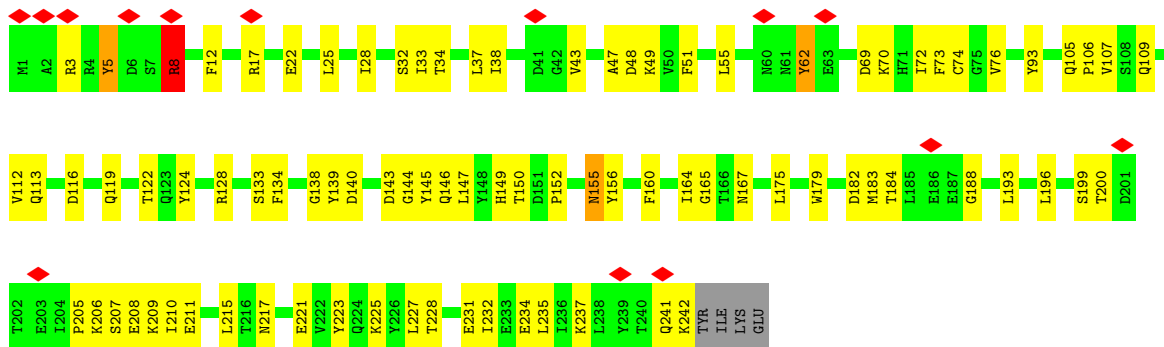 M1 A2 R3 R4 Y5 D6 S7 R8 F12 R17 E22 L25 I28 S32 I33 T34 L37 I38 D41 G42 V43 A47 D48 K49 V50 F51 L55 N60 N61 Y62 E63 D69 K70 H71 I72 F73 C74 G75 V76 Y93 Q105 P106 V107 S108 Q109
V112 Q113 D116 Q119 T122 Q123 Y124 R128 S133 F134 G138 Y139 D140 D143 G144 Y145 Q146 L147 Y148 H149 T150 D151 P152 N155 Y156 F160 I164 G165 T166 N167 L175 W179 D182 M183 T184 L185 E186 E187 G188 L193 L196 S199 T200 D201
T202 E203 I204 P205 K206 S207 E208 K209 I210 E211 L215 T216 N217 E221 V222 Y223 Q224 K225 Y226 L227 T228 E231 I232 E233 E234 L235 I236 K237 L238 Y239 T240 Q241 K242 TYR ILE LYS GLU